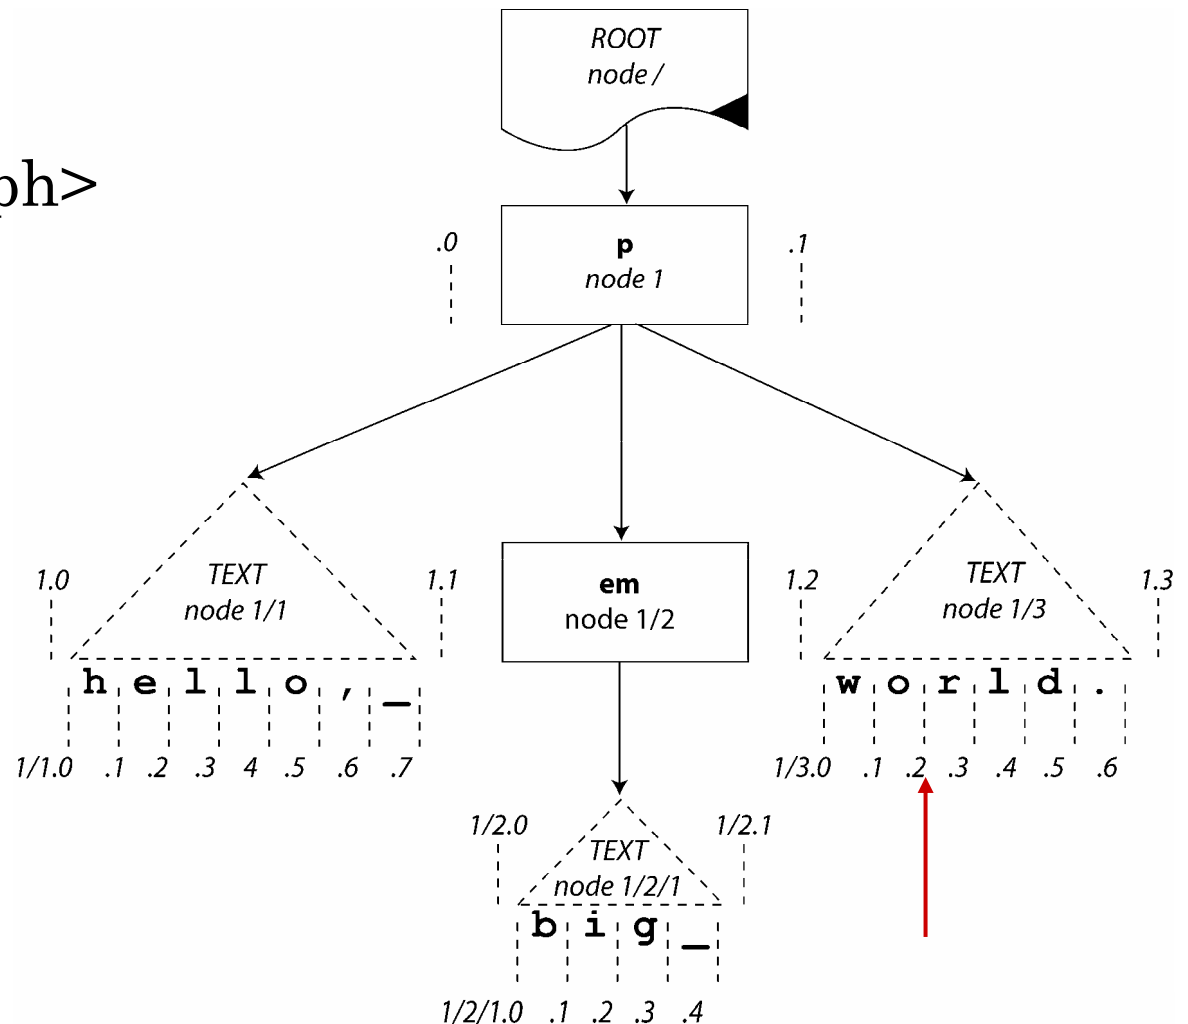 ROOT
node /
ph>
.0
p
.1
node 1
1.0
TEXT
node 1/1
1.1
em
node 1/2
1.2
TEXT
node 1/3
1.3
hello,_
world.
1/1.0 .1 .2 .3 4 .5 .6 .7
1/3.0 .1 .2 .3 .4 .5 .6
1/2.0
TEXT
node 1/2/1
1/2.1
big_
1/2/1.0 .1 .2 .3 .4